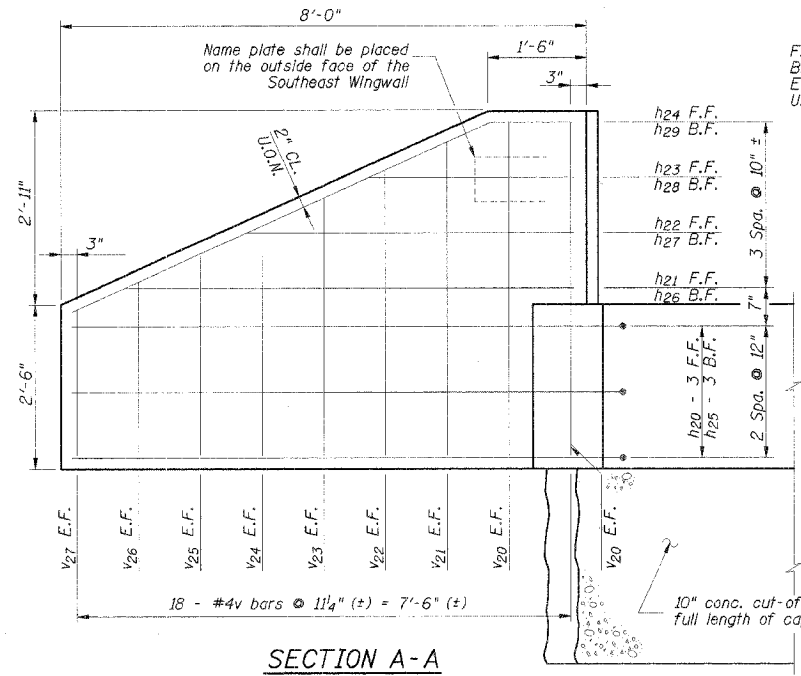 8'-0"
Name plate shall be placed
on the outside face of the
Southeast Wingwall
1'-6"
3"
F.
B.
E.
U.
h24 F.F.
h29 B.F.
2" CL.
U.O.N.
h23 F.F.
h28 B.F.
3 Spa. @ 10" ±
2'-11"
h22 F.F.
h27 B.F.
3"
h21 F.F.
h26 B.F.
7"
2'-6"
h20 - 3 F.F.
h25 - 3 B.F.
2 Spa. @ 12"
v27 E.F.
v26 E.F.
v25 E.F.
v24 E.F.
v23 E.F.
v22 E.F.
v21 E.F.
v20 E.F.
v20 E.F.
18 - #4v bars @ 11¼" (±) = 7'-6" (±)
10" conc. cut-of
full length of ca
SECTION A-A